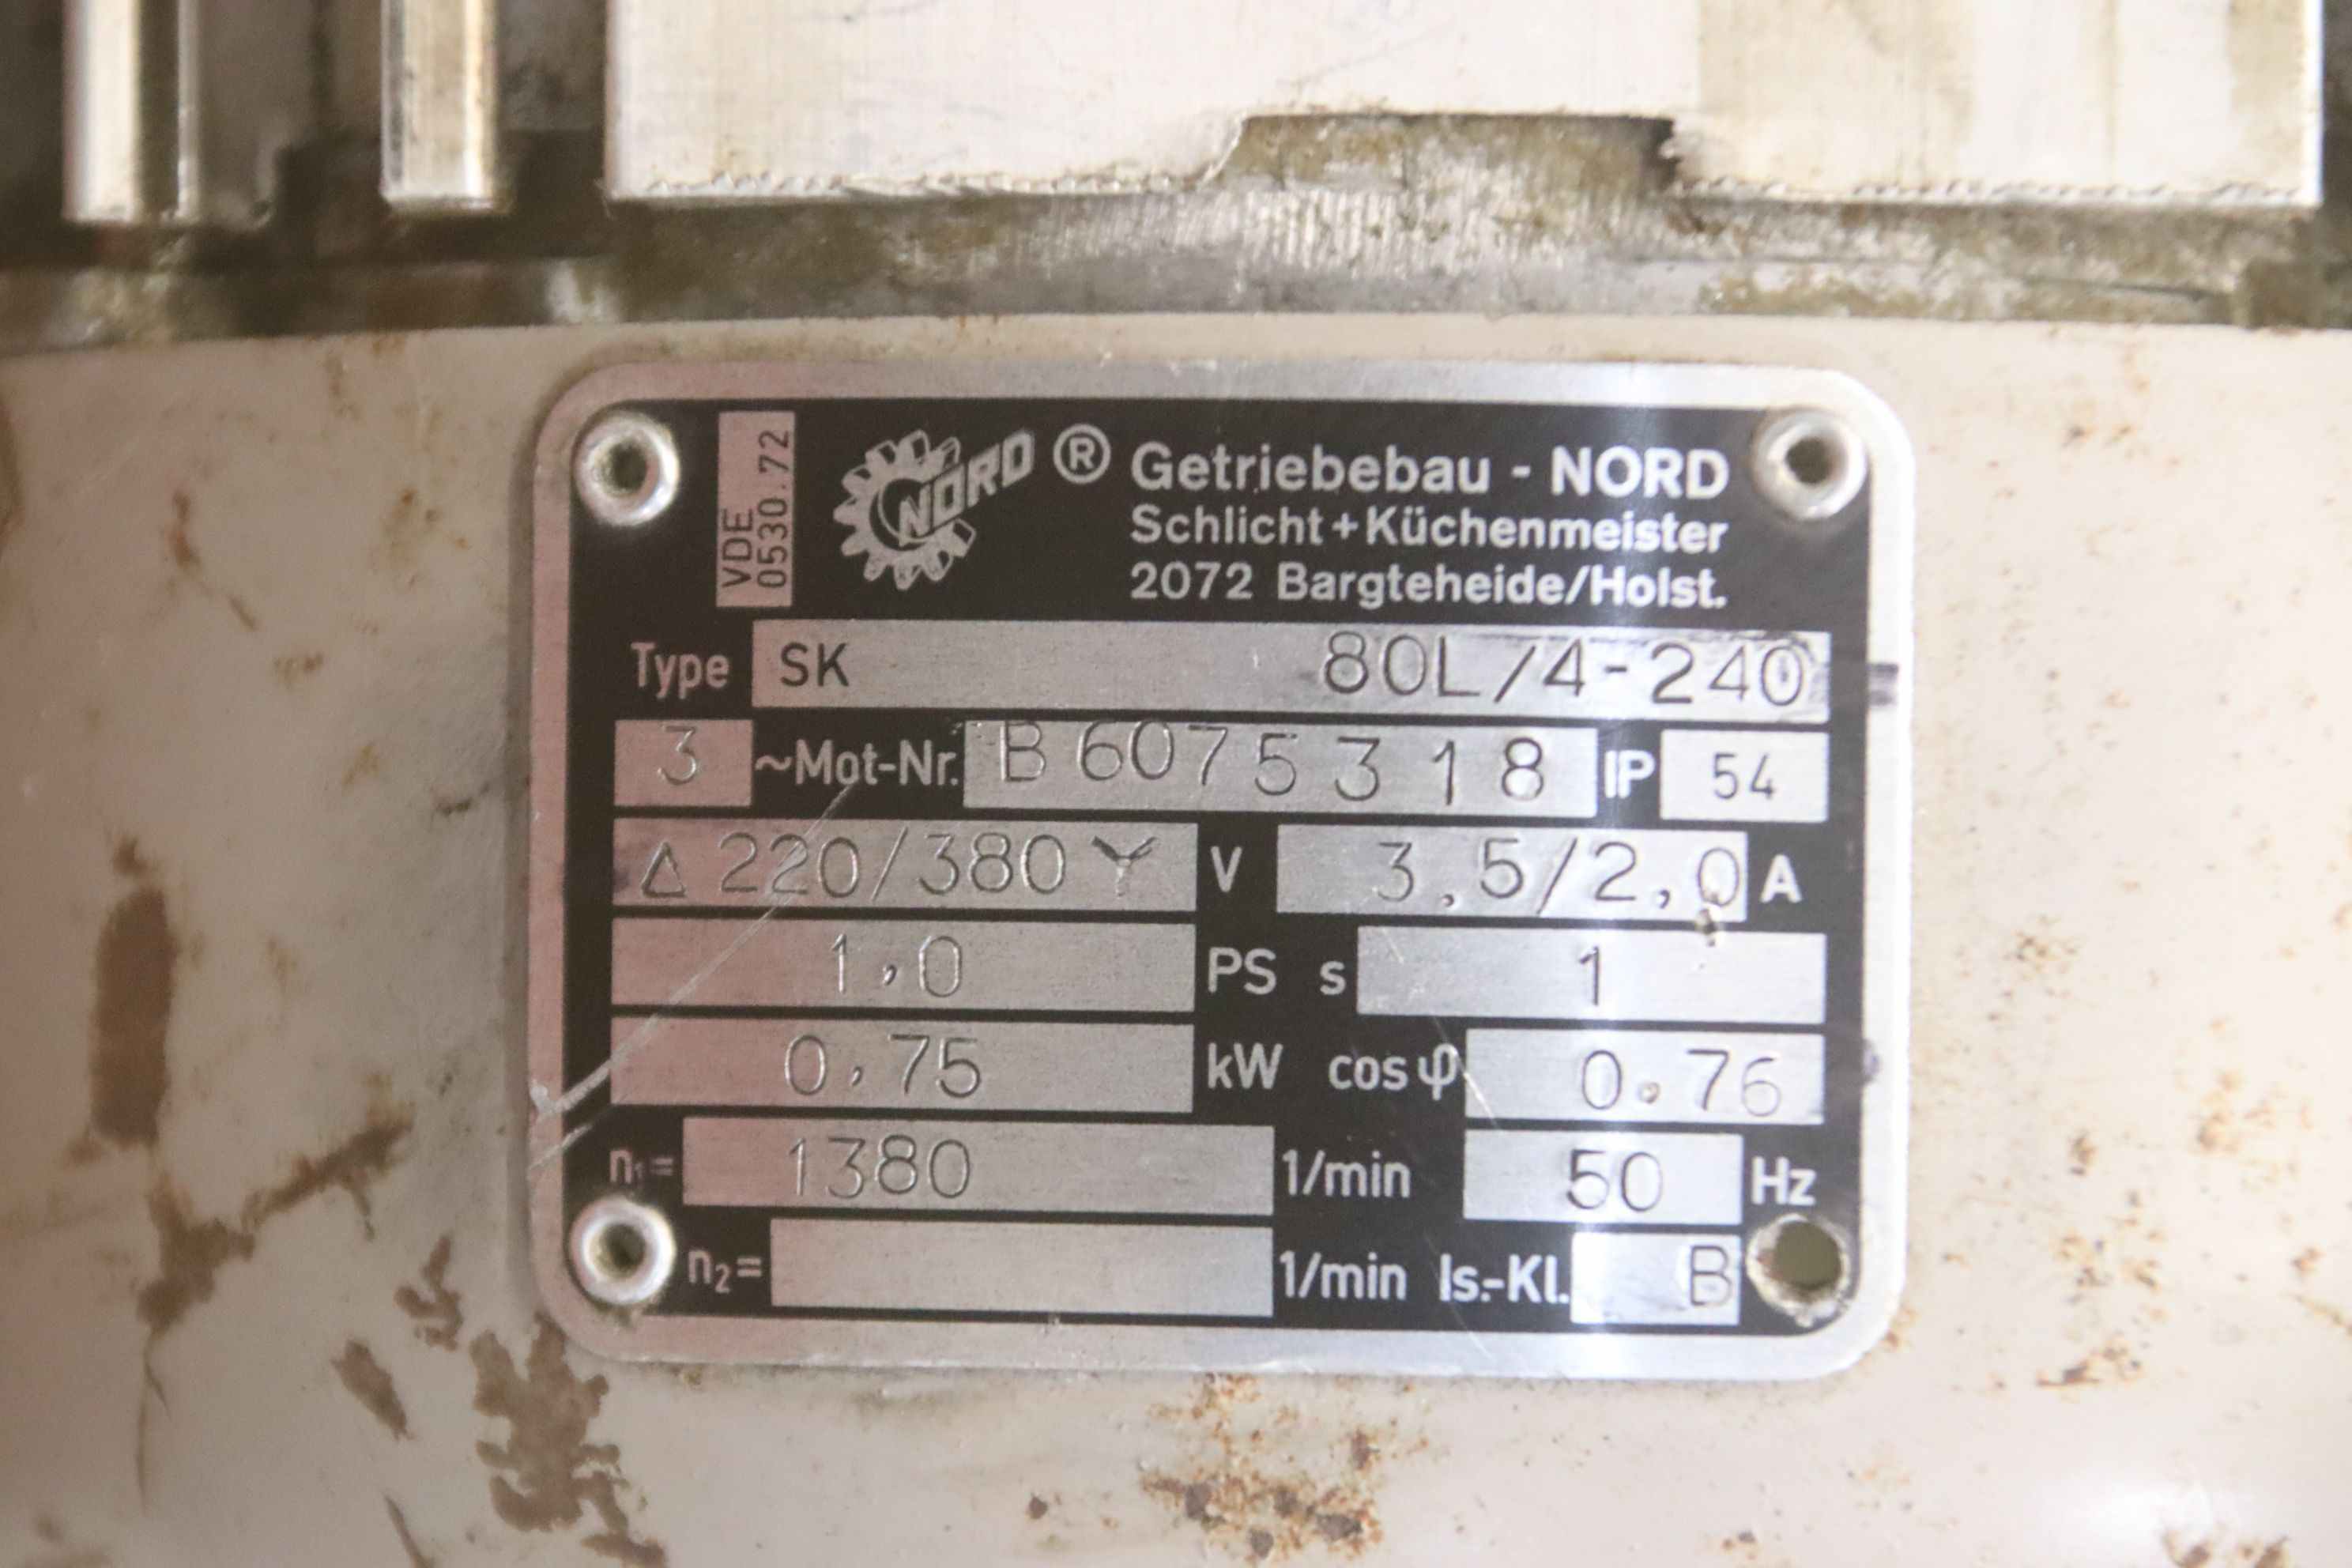 VDE
0530.72
NORD ® Getriebebau - NORD
Schlicht + Küchenmeister
2072 Bargteheide/Holst.
Type SK 80L/4-240
3 ~Mot-Nr. B6075318 IP 54
Δ 220/380 Y V 3,5/2,0 A
1,0 PS s 1
0,75 kW cos φ 0,76
n₁= 1380 1/min 50 Hz
n₂= 1/min Is.-Kl. B